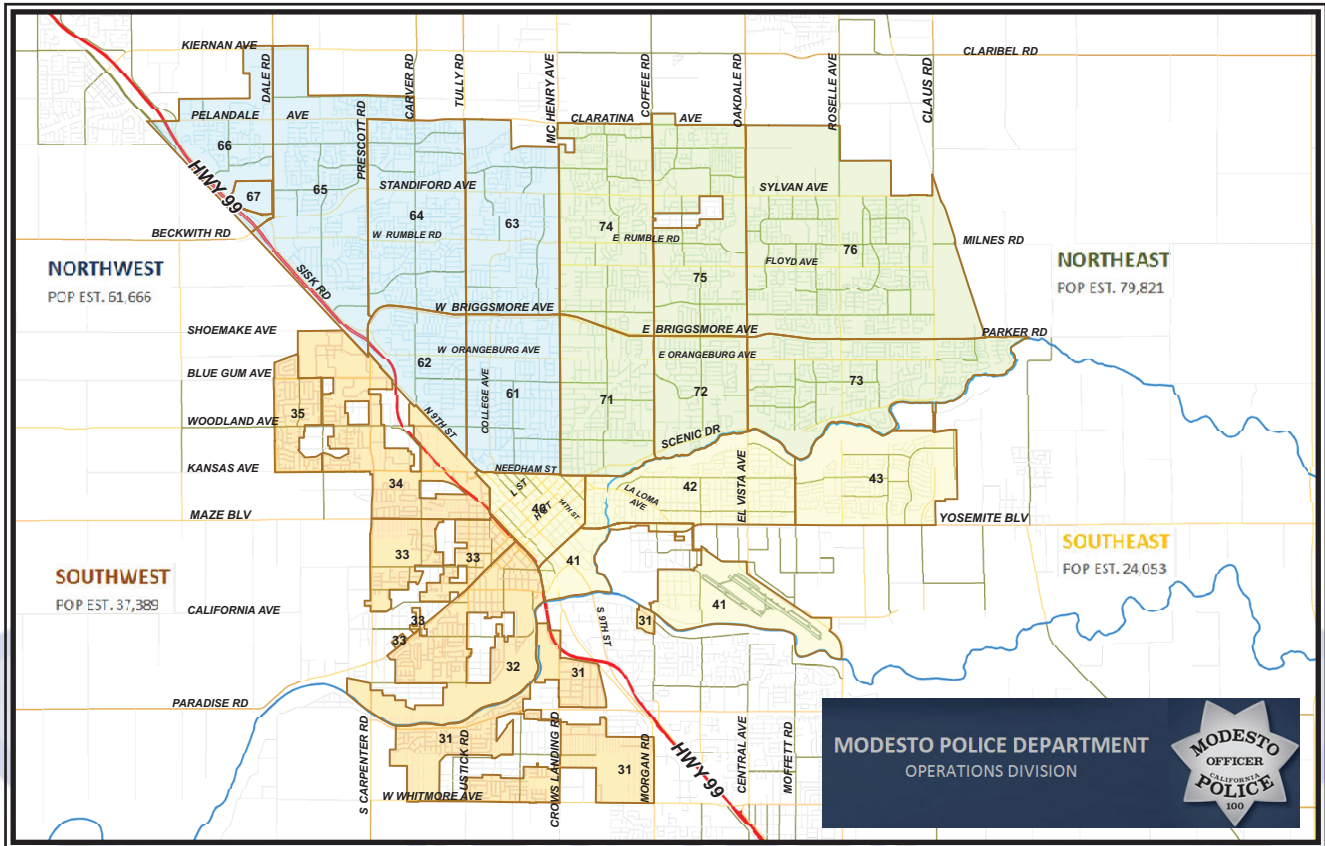 KIERNAN AVE
CLARIBEL RD
DALE RD
CARVER RD
TULLY RD
MC HENRY AVE
COFFEE RD
OAKDALE RD
ROSELLE AVE
CLAUS RD
PELANDALE AVE
PRESCOTT RD
CLARATINA AVE
66
HWY 99
67
65
STANDIFORD AVE
64
63
SYLVAN AVE
74
BECKWITH RD
W RUMBLE RD
E RUMBLE RD
76
MILNES RD
FLOYD AVE
75
NORTHWEST
POP EST. 61,666
NORTHEAST
FOP EST. 79,821
SISK RD
W BRIGGSMORE AVE
SHOEMAKE AVE
E BRIGGSMORE AVE
PARKER RD
W ORANGEBURG AVE
E ORANGEBURG AVE
62
BLUE GUM AVE
61
71
72
73
COLLEGE AVE
35
WOODLAND AVE
N 9TH ST
SCENIC DR
KANSAS AVE
NEEDHAM ST
34
L ST
40
H ST
14TH ST
LA LOMA
AVE
42
EL VISTA AVE
43
MAZE BLV
YOSEMITE BLV
33
33
41
SOUTHEAST
FOP EST. 24,053
SOUTHWEST
FOP EST. 37,389
CALIFORNIA AVE
33
33
S 9TH ST
31
41
32
31
PARADISE RD
S CARPENTER RD
31
USTICK RD
CROWS LANDING RD
31
MORGAN RD
HWY 99
CENTRAL AVE
MOFFETT RD
W WHITMORE AVE
MODESTO POLICE DEPARTMENT
OPERATIONS DIVISION
MODESTO
OFFICER
CALIFORNIA
POLICE
100